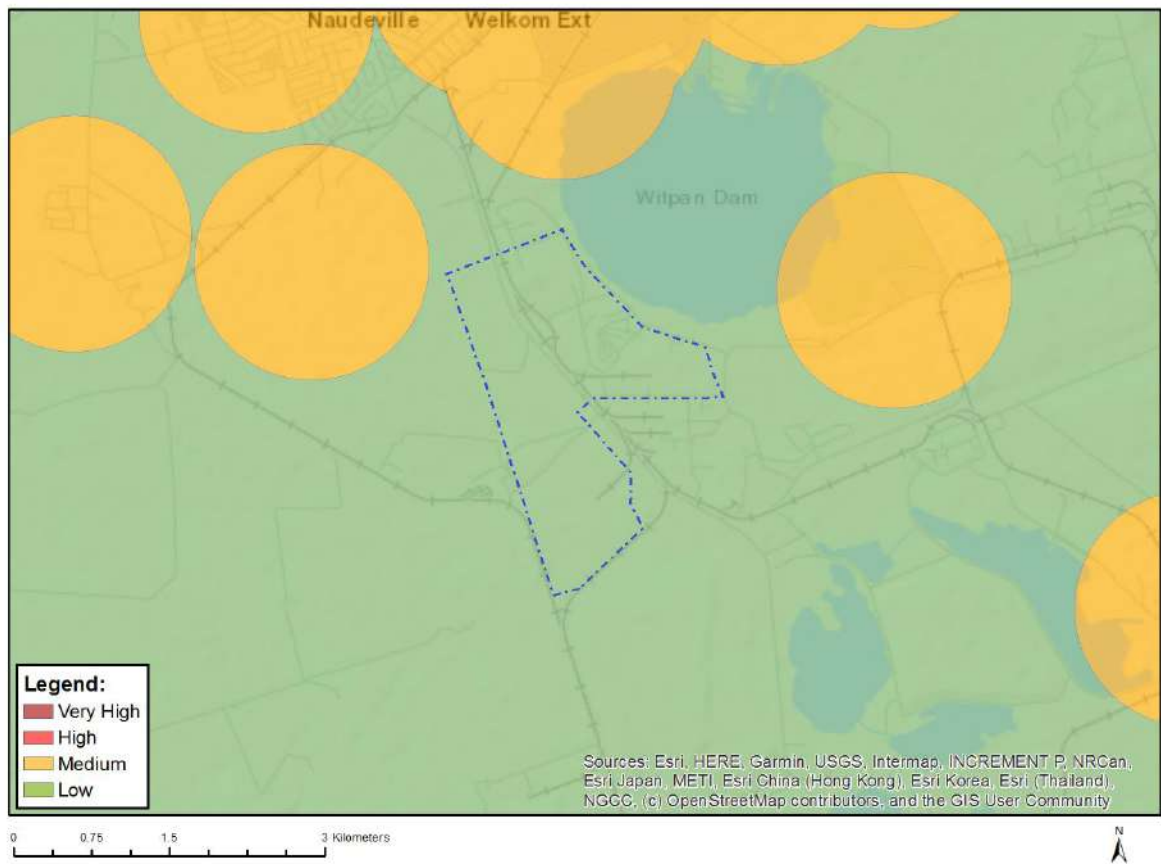 Naudeville Welkom Ext
Witpan Dam
Legend:
Very High
High
Medium
Low
Sources: Esri, HERE, Garmin, USGS, Intermap, INCREMENT P, NRCan,
Esri Japan, METI, Esri China (Hong Kong), Esri Korea, Esri (Thailand),
NGCC, (c) OpenStreetMap contributors, and the GIS User Community
0 0.75 1.5 3 Kilometers
N